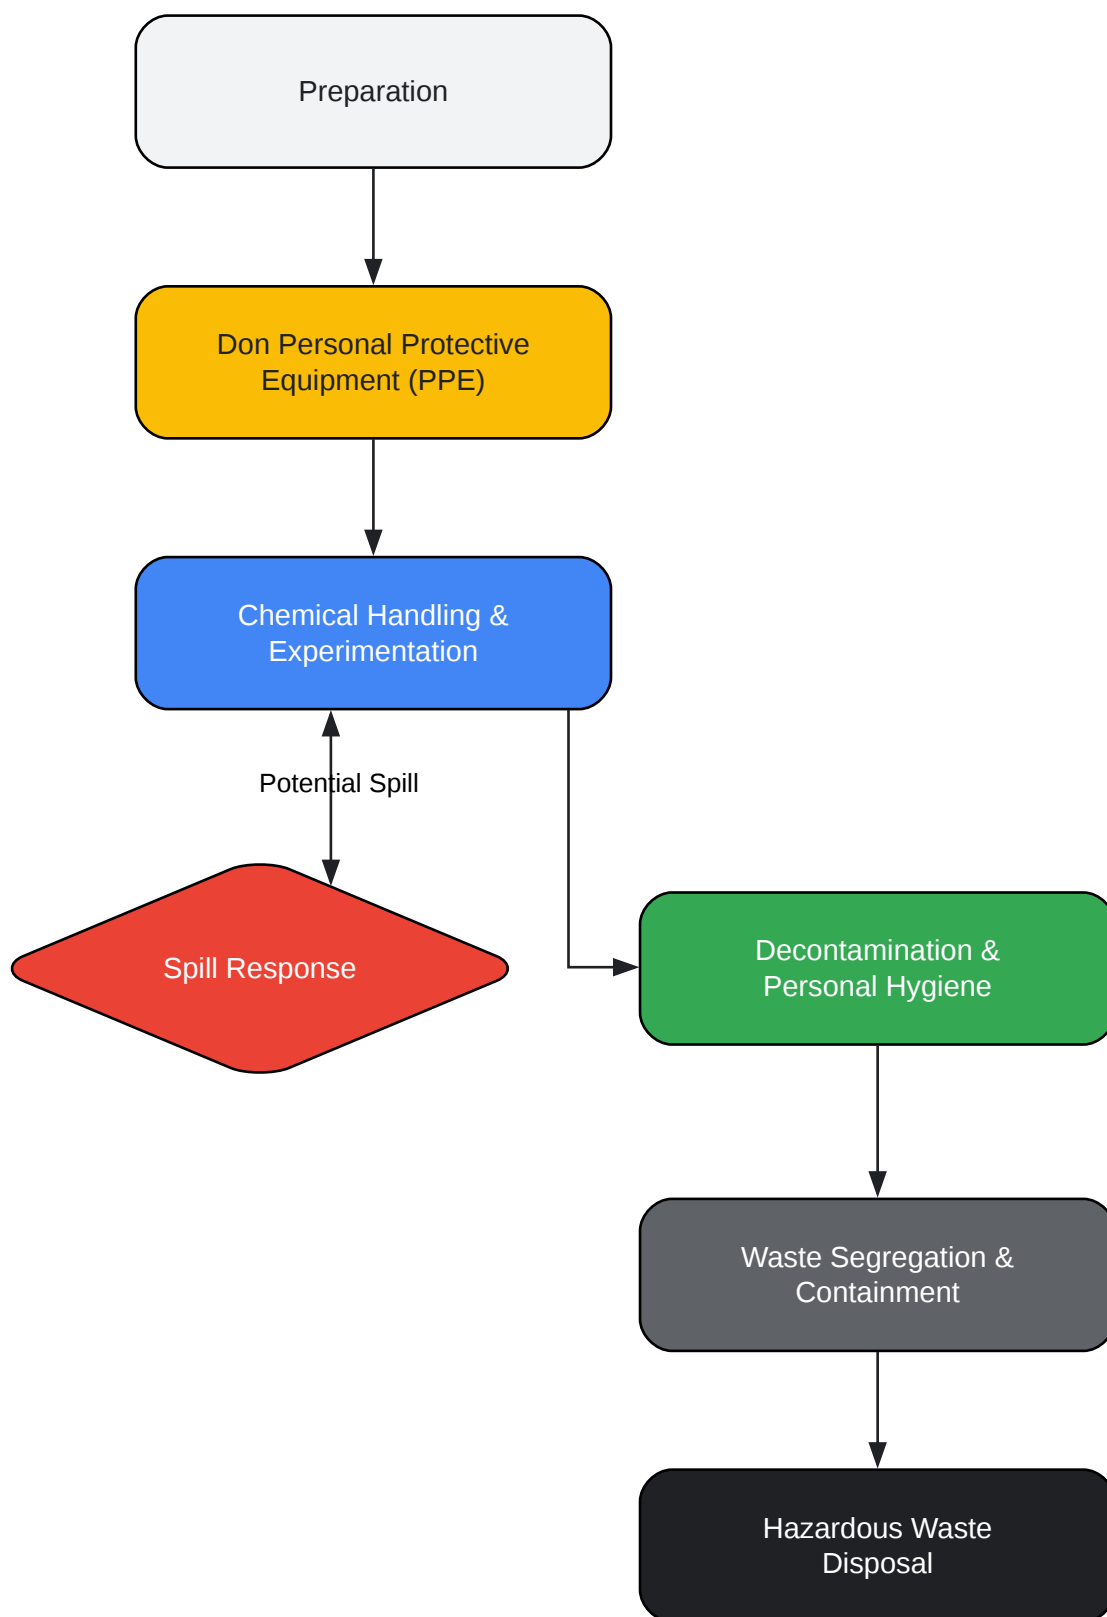 Preparation
Don Personal Protective
Equipment (PPE)
Chemical Handling &
Experimentation
Potential Spill
Spill Response
Decontamination &
Personal Hygiene
Waste Segregation &
Containment
Hazardous Waste
Disposal